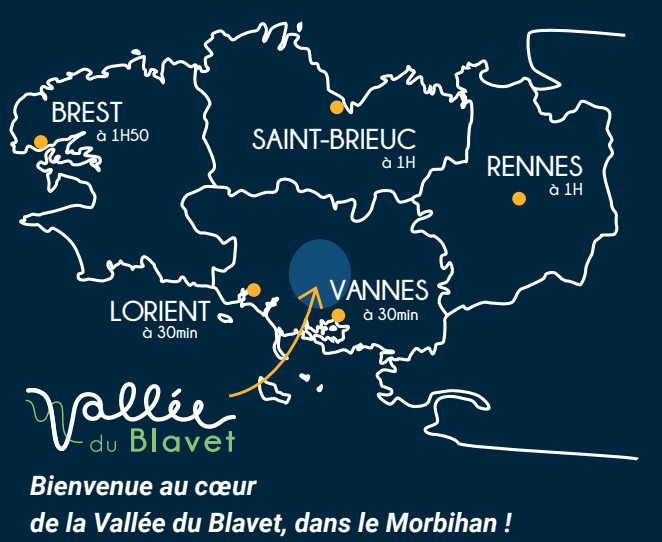 BREST
à 1H50
SAINT-BRIEUC
à 1H
RENNES
à 1H
LORIENT
à 30min
VANNES
à 30min
Vallée
du Blavet
Bienvenue au cœur
de la Vallée du Blavet, dans le Morbihan !